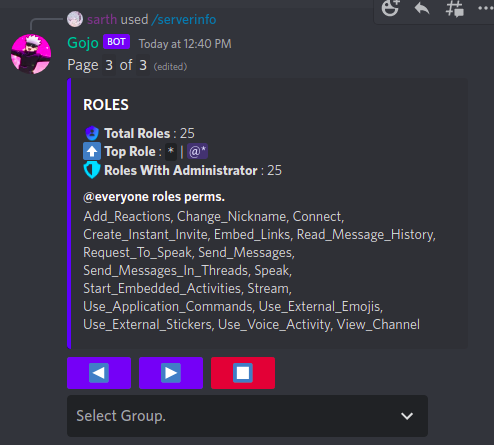 sarth used /serverinfo
Gojo BOT Today at 12:40 PM
Page 3 of 3 (edited)
ROLES
Total Roles : 25
Top Role : * | @*
Roles With Administrator : 25
@everyone roles perms.
Add_Reactions, Change_Nickname, Connect,
Create_Instant_Invite, Embed_Links, Read_Message_History,
Request_To_Speak, Send_Messages,
Send_Messages_In_Threads, Speak,
Start_Embedded_Activities, Stream,
Use_Application_Commands, Use_External_Emojis,
Use_External_Stickers, Use_Voice_Activity, View_Channel
Select Group.